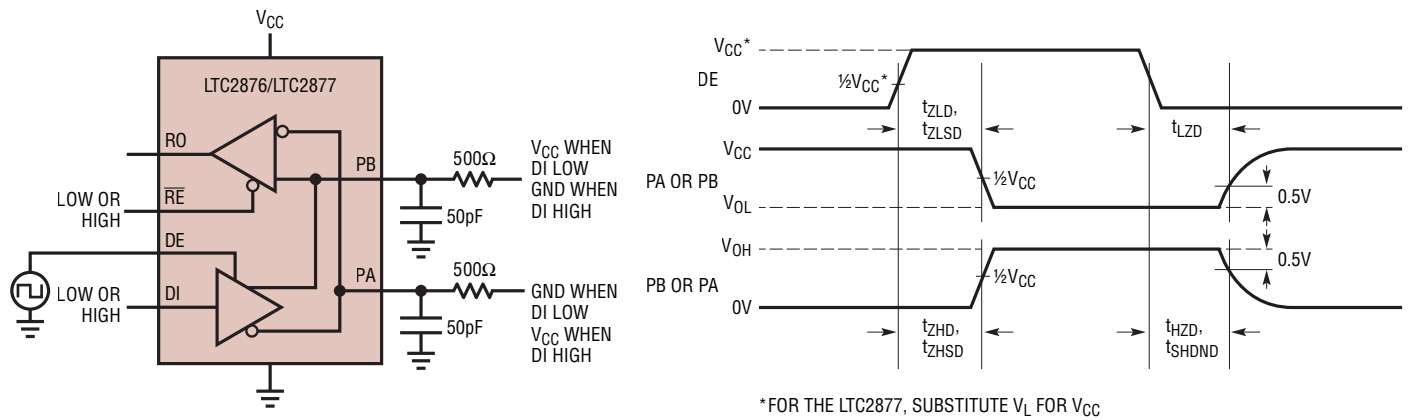 VCC
LTC2876/LTC2877
RO
RE
LOW OR
HIGH
DE
LOW OR
HIGH
DI
PB
500Ω
50pF
VCC WHEN
DI LOW
GND WHEN
DI HIGH
PA
500Ω
50pF
GND WHEN
DI LOW
VCC WHEN
DI HIGH
VCC*
DE
½VCC*
0V
tZLD,
tZLSD
tLZD
VCC
PA OR PB
½VCC
VOL
0.5V
VOH
0.5V
PB OR PA
½VCC
0V
tZHD,
tZHSD
tHZD,
tSHDND
*FOR THE LTC2877, SUBSTITUTE VL FOR VCC